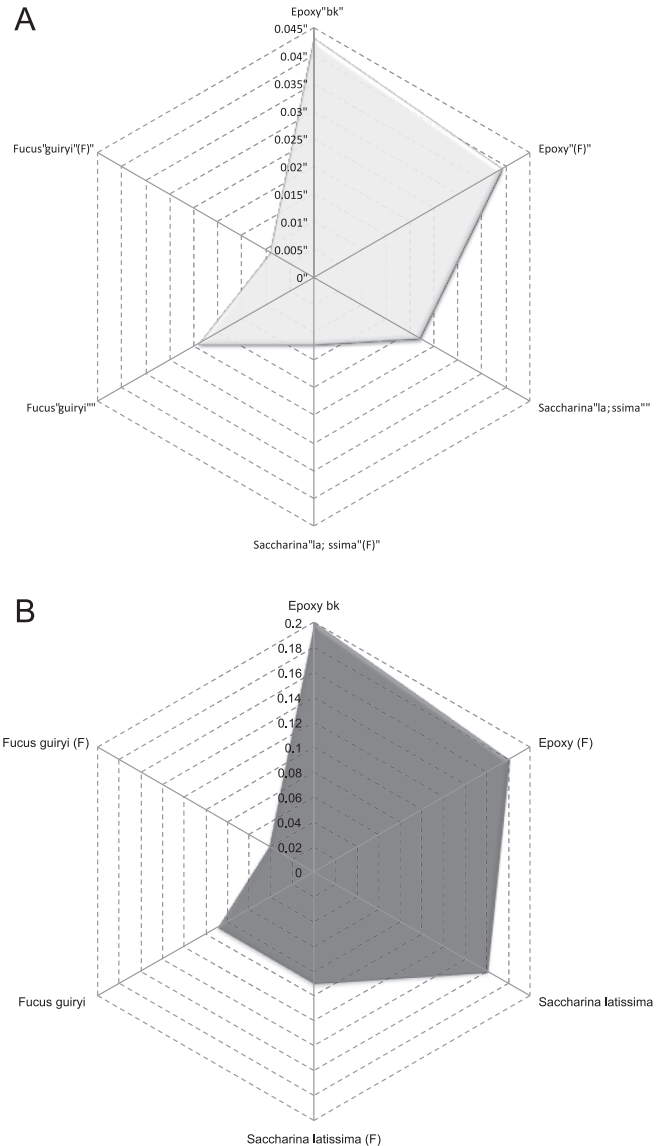 A
Epoxy"bk"
0.045"
0.04"
0.035"
0.03"
0.025"
0.02"
0.015"
0.01"
0.005"
0"
Epoxy"(F)"
Saccharina"la;ssima""
Saccharina"la; ssima"(F)"
Fucus"guiryi""
Fucus"guiryi"(F)"
B
Epoxy bk
0.2
0.18
0.16
0.14
0.12
0.1
0.08
0.06
0.04
0.02
0
Epoxy (F)
Saccharina latissima
Saccharina latissima (F)
Fucus guiryi
Fucus guiryi (F)